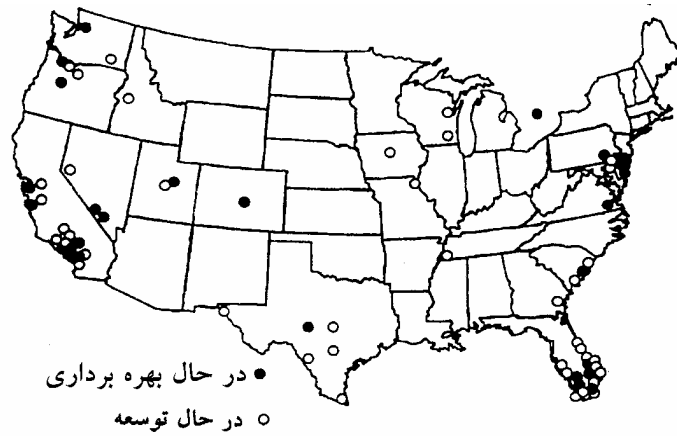 ● در حال بهره برداری
○ در حال توسعه